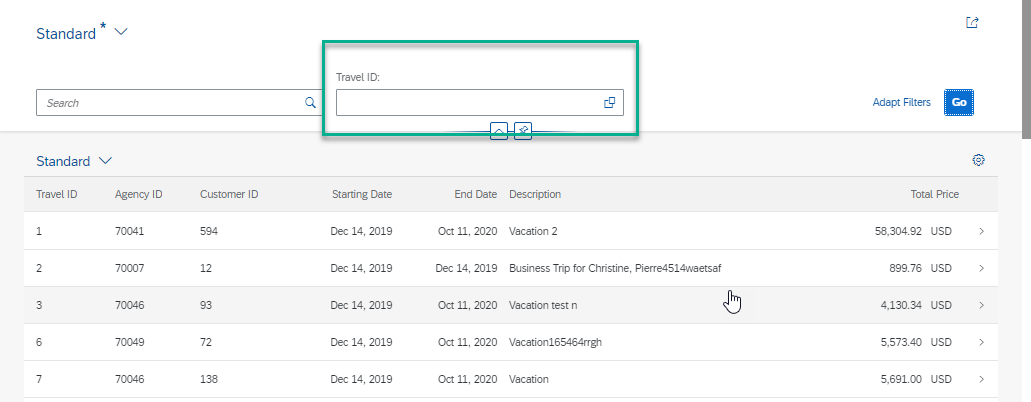 Standard *
Travel ID:
Search
Adapt Filters Go
Standard
Travel ID Agency ID Customer ID Starting Date End Date Description Total Price
1 70041 594 Dec 14, 2019 Oct 11, 2020 Vacation 2 58,304.92 USD
2 70007 12 Dec 14, 2019 Dec 14, 2019 Business Trip for Christine, Pierre4514waetsaf 899.76 USD
3 70046 93 Dec 14, 2019 Oct 11, 2020 Vacation test n 4,130.34 USD
6 70049 72 Dec 14, 2019 Oct 11, 2020 Vacation165464rrgh 5,573.40 USD
7 70046 138 Dec 14, 2019 Oct 11, 2020 Vacation 5,691.00 USD